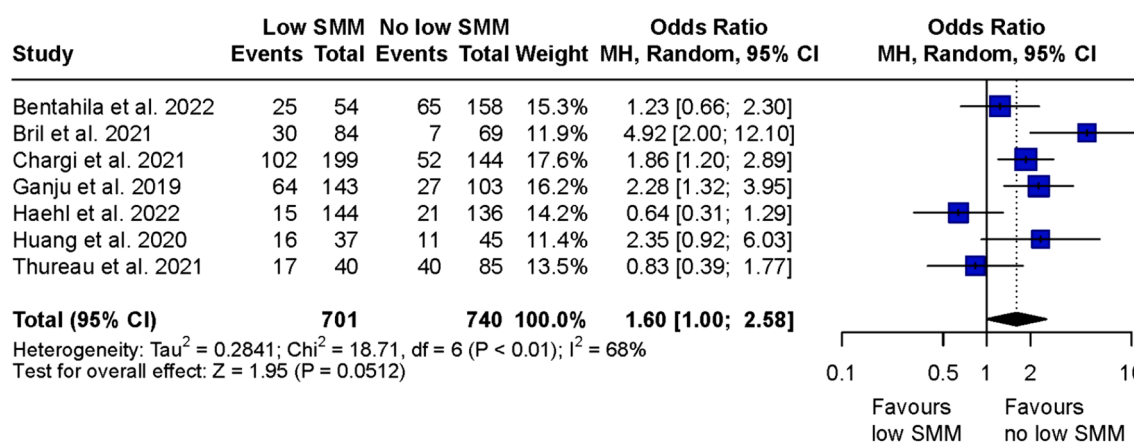 Low SMM No low SMM Odds Ratio Odds Ratio
Study Events Total Events Total Weight MH, Random, 95% CI MH, Random, 95% CI
Bentahila et al. 2022 25 54 65 158 15.3% 1.23 [0.66; 2.30]
Bril et al. 2021 30 84 7 69 11.9% 4.92 [2.00; 12.10]
Chargi et al. 2021 102 199 52 144 17.6% 1.86 [1.20; 2.89]
Ganju et al. 2019 64 143 27 103 16.2% 2.28 [1.32; 3.95]
Haehl et al. 2022 15 144 21 136 14.2% 0.64 [0.31; 1.29]
Huang et al. 2020 16 37 11 45 11.4% 2.35 [0.92; 6.03]
Thureau et al. 2021 17 40 40 85 13.5% 0.83 [0.39; 1.77]
Total (95% CI) 701 740 100.0% 1.60 [1.00; 2.58]
Heterogeneity: Tau² = 0.2841; Chi² = 18.71, df = 6 (P < 0.01); I² = 68%
Test for overall effect: Z = 1.95 (P = 0.0512)
0.1 0.5 1 2 10
Favours Favours
low SMM no low SMM